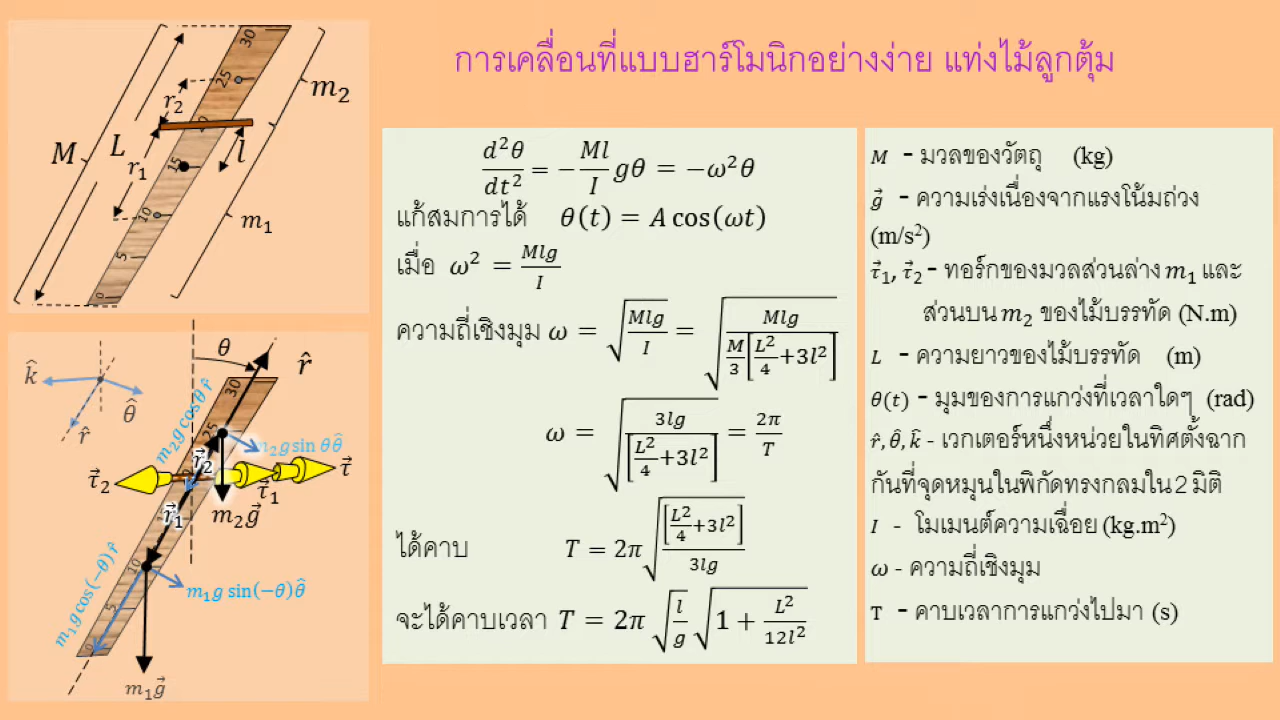 การเคลื่อนที่แบบฮาร์โมนิกอย่างง่าย แท่งไม้ลูกตุ้ม
M L r₂ r₁ l m₂ m₁
30 25 20 15 10 5 0
d²θ/dt² = −(Ml/I)gθ = −ω²θ
แก้สมการได้ θ(t) = A cos(ωt)
เมื่อ ω² = Mlg/I
ความถี่เชิงมุม ω = √(Mlg/I) = √(Mlg/(M/3[L²/4+3l²]))
ω = √(3lg/[L²/4+3l²]) = 2π/T
ได้คาบ T = 2π√([L²/4+3l²]/3lg)
จะได้คาบเวลา T = 2π√(l/g)√(1 + L²/12l²)
M - มวลของวัตถุ (kg)
g⃗ - ความเร่งเนื่องจากแรงโน้มถ่วง
(m/s²)
τ⃗₁, τ⃗₂ - ทอร์กของมวลส่วนล่าง m₁ และ
ส่วนบน m₂ ของไม้บรรทัด (N.m)
L - ความยาวของไม้บรรทัด (m)
θ(t) - มุมของการแกว่งที่เวลาใดๆ (rad)
r̂, θ̂, k̂ - เวกเตอร์หนึ่งหน่วยในทิศตั้งฉาก
กันที่จุดหมุนในพิกัดทรงกลมใน 2 มิติ
I - โมเมนต์ความเฉื่อย (kg.m²)
ω - ความถี่เชิงมุม
T - คาบเวลาการแกว่งไปมา (s)
θ r̂
k̂ θ̂ r̂
30 25
m₂g cosθ r̂
m₂g sin θθ̂
τ⃗₂ r⃗₂ τ⃗₁ τ⃗
r⃗₁ m₂g⃗
10 5 0
m₁g cos(−θ) r̂
m₁g sin(−θ)θ̂
m₁g⃗